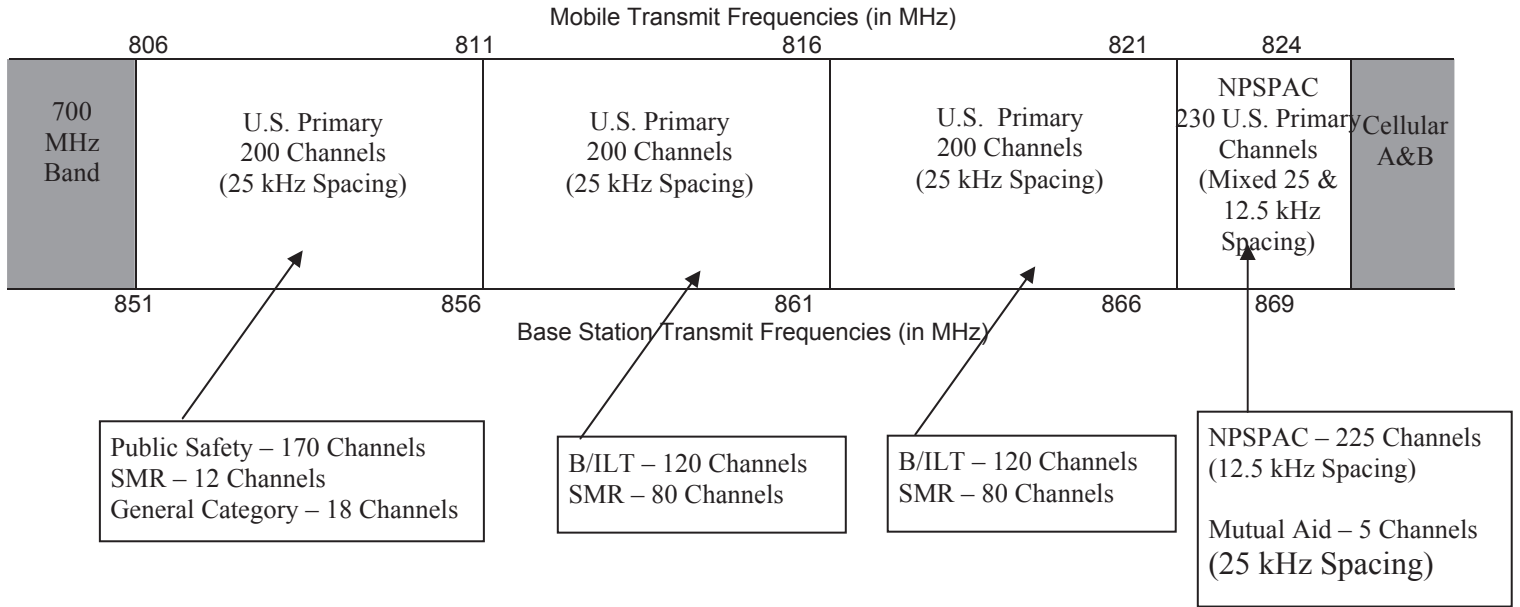 Mobile Transmit Frequencies (in MHz)
806 811 816 821 824
700
MHz
Band
U.S. Primary
200 Channels
(25 kHz Spacing)
U.S. Primary
200 Channels
(25 kHz Spacing)
U.S. Primary
200 Channels
(25 kHz Spacing)
NPSPAC
230 U.S. Primary
Channels
(Mixed 25 &
12.5 kHz
Spacing)
Cellular
A&B
851 856 861 866 869
Base Station Transmit Frequencies (in MHz)
Public Safety – 170 Channels
SMR – 12 Channels
General Category – 18 Channels
B/ILT – 120 Channels
SMR – 80 Channels
B/ILT – 120 Channels
SMR – 80 Channels
NPSPAC – 225 Channels
(12.5 kHz Spacing)
Mutual Aid – 5 Channels
(25 kHz Spacing)